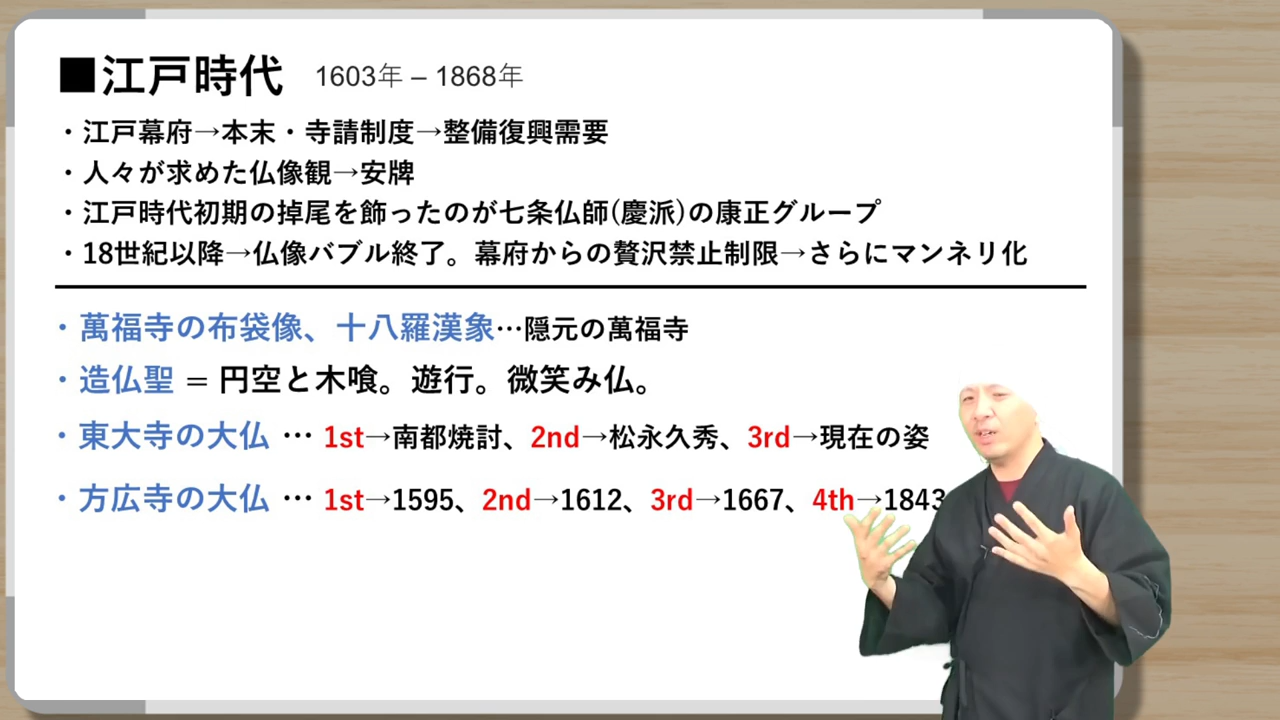 ■江戸時代 1603年 – 1868年
・江戸幕府→本末・寺請制度→整備復興需要
・人々が求めた仏像観→安牌
・江戸時代初期の掉尾を飾ったのが七条仏師(慶派)の康正グループ
・18世紀以降→仏像バブル終了。幕府からの贅沢禁止制限→さらにマンネリ化
・萬福寺の布袋像、十八羅漢象…隠元の萬福寺
・造仏聖 = 円空と木喰。遊行。微笑み仏。
・東大寺の大仏 … 1st→南都焼討、2nd→松永久秀、3rd→現在の姿
・方広寺の大仏 … 1st→1595、2nd→1612、3rd→1667、4th→1843